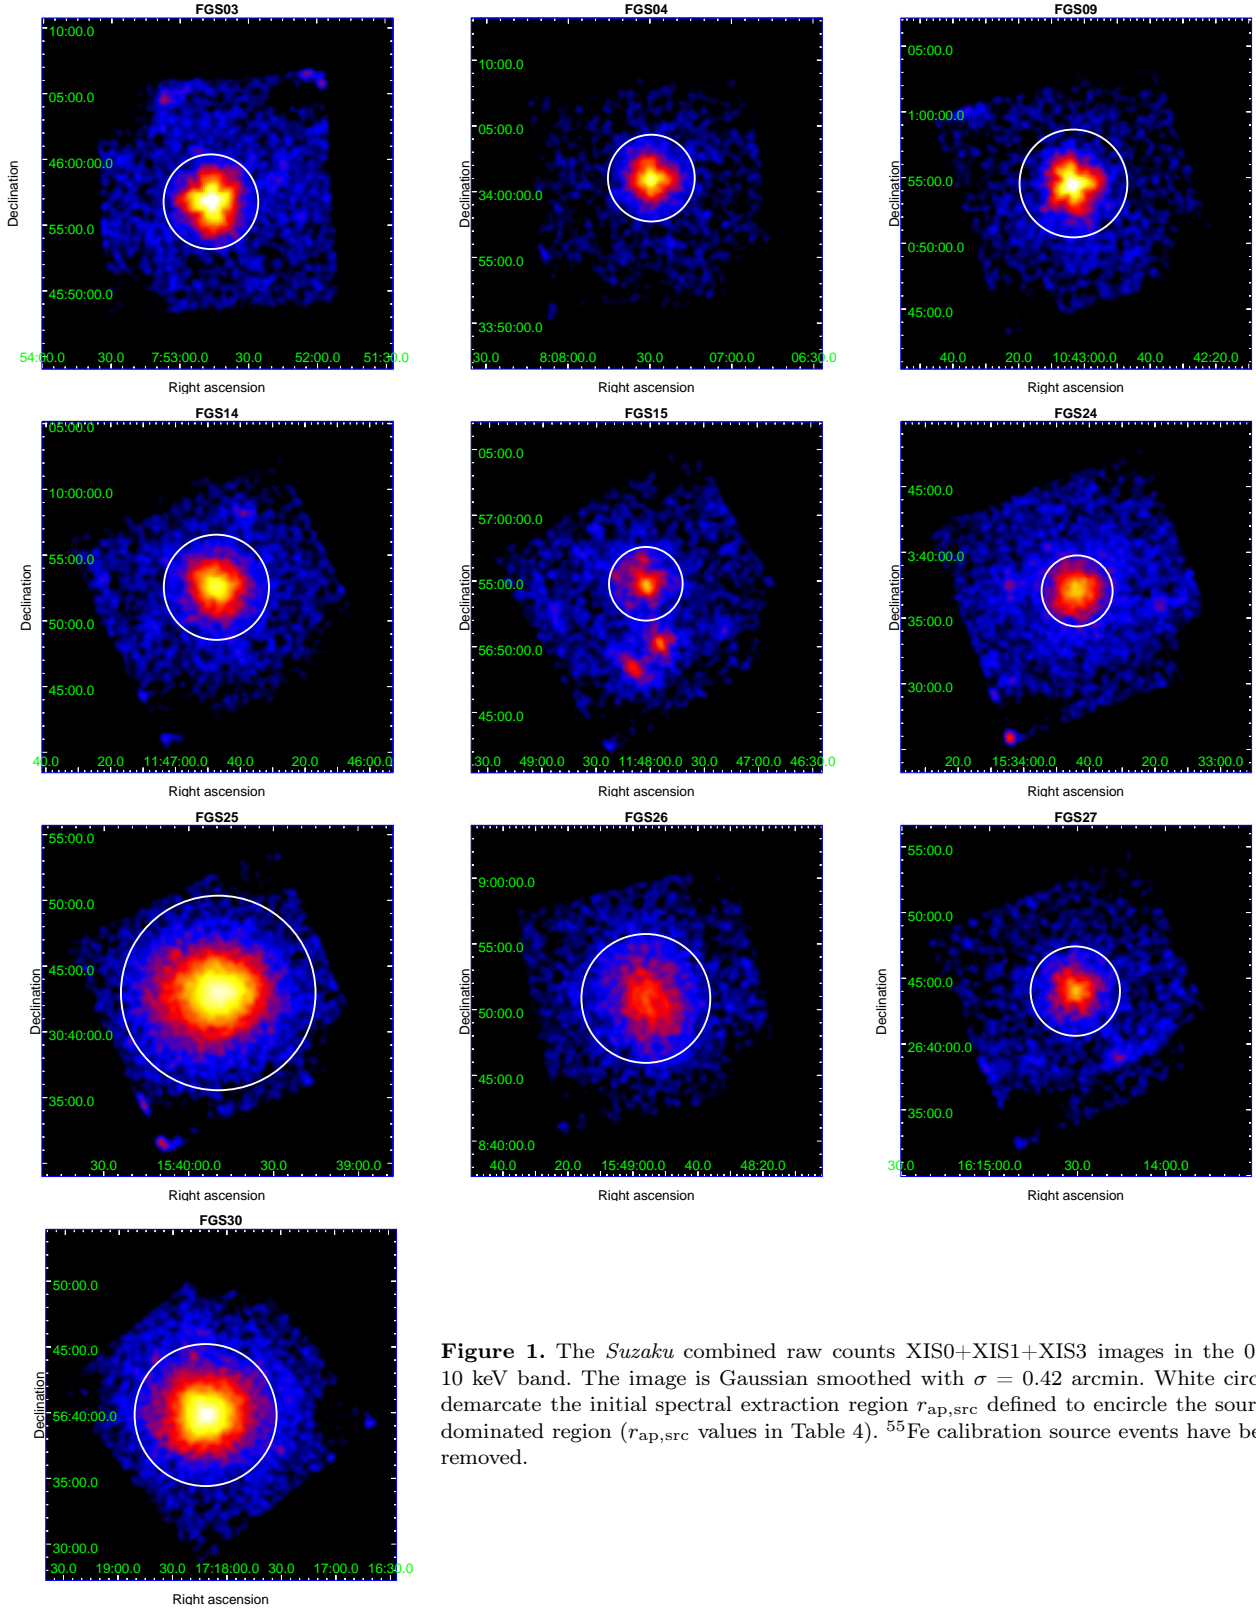 FGS03
10:00.0
05:00.0
46:00:00.0
55:00.0
45:50:00.0
54:00.0 30.0 7:53:00.0 30.0 52:00.0 51:30.0
Declination
Right ascension
FGS04
10:00.0
05:00.0
34:00:00.0
55:00.0
33:50:00.0
30.0 8:08:00.0 30.0 07:00.0 06:30.0
Declination
Right ascension
FGS09
05:00.0
1:00:00.0
55:00.0
0:50:00.0
45:00.0
40.0 20.0 10:43:00.0 40.0 42:20.0
Declination
Right ascension
FGS14
05:00.0
10:00:00.0
55:00.0
50:00.0
45:00.0
40.0 20.0 11:47:00.0 40.0 20.0 46:00.0
Declination
Right ascension
FGS15
05:00.0
57:00:00.0
55:00.0
56:50:00.0
45:00.0
30.0 49:00.0 30.0 11:48:00.0 30.0 47:00.0 46:30.0
Declination
Right ascension
FGS24
45:00.0
3:40:00.0
35:00.0
30:00.0
20.0 15:34:00.0 40.0 20.0 33:00.0
Declination
Right ascension
FGS25
55:00.0
50:00.0
45:00.0
30:40:00.0
35:00.0
30.0 15:40:00.0 30.0 39:00.0
Declination
Right ascension
FGS26
9:00:00.0
55:00.0
50:00.0
45:00.0
8:40:00.0
40.0 20.0 15:49:00.0 40.0 48:20.0
Declination
Right ascension
FGS27
55:00.0
50:00.0
45:00.0
26:40:00.0
35:00.0
30.0 16:15:00.0 30.0 14:00.0
Declination
Right ascension
FGS30
50:00.0
45:00.0
56:40:00.0
35:00.0
30:00.0
30.0 19:00.0 30.0 17:18:00.0 30.0 17:00.0 16:30.0
Right ascension
Figure 1. The Suzaku combined raw counts XIS0+XIS1+XIS3 images in the 0
10 keV band. The image is Gaussian smoothed with σ = 0.42 arcmin. White circ
demarcate the initial spectral extraction region r_ap,src defined to encircle the sour
dominated region (r_ap,src values in Table 4). ⁵⁵Fe calibration source events have be
removed.